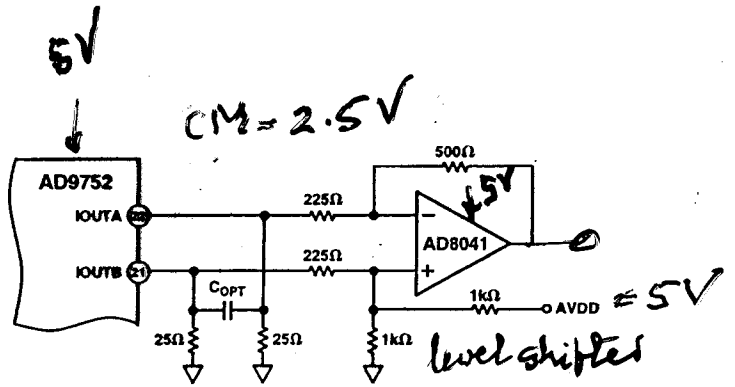 5V
CM = 2.5V
500Ω
AD9752
225Ω
5V
IOUTA
22
−
AD8041
225Ω
IOUTB
21
+
COPT
1kΩ
AVDD = 5V
25Ω
25Ω
1kΩ
level shifter